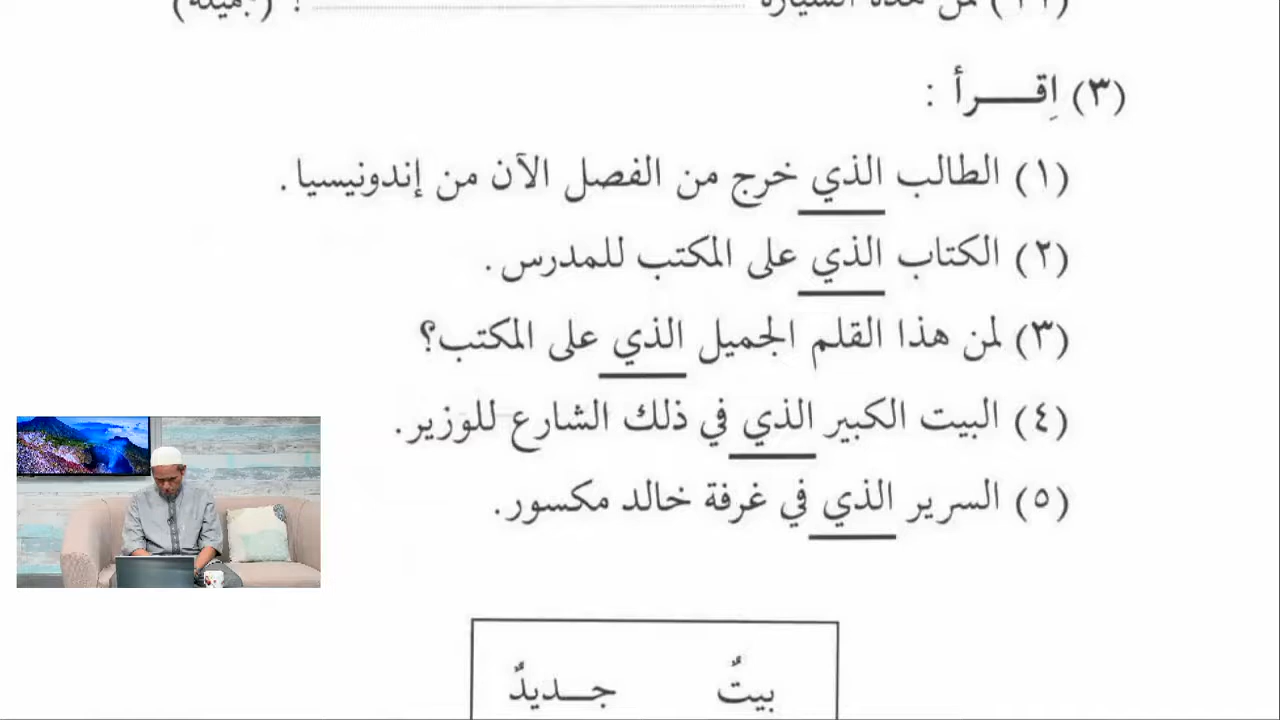 (٣) اِقـــرأ :
(١) الطالب الذي خرج من الفصل الآن من إندونيسيا.
(٢) الكتاب الذي على المكتب للمدرس.
(٣) لمن هذا القلم الجميل الذي على المكتب؟
(٤) البيت الكبير الذي في ذلك الشارع للوزير.
(٥) السرير الذي في غرفة خالد مكسور.
بيتٌ جـــديدٌ